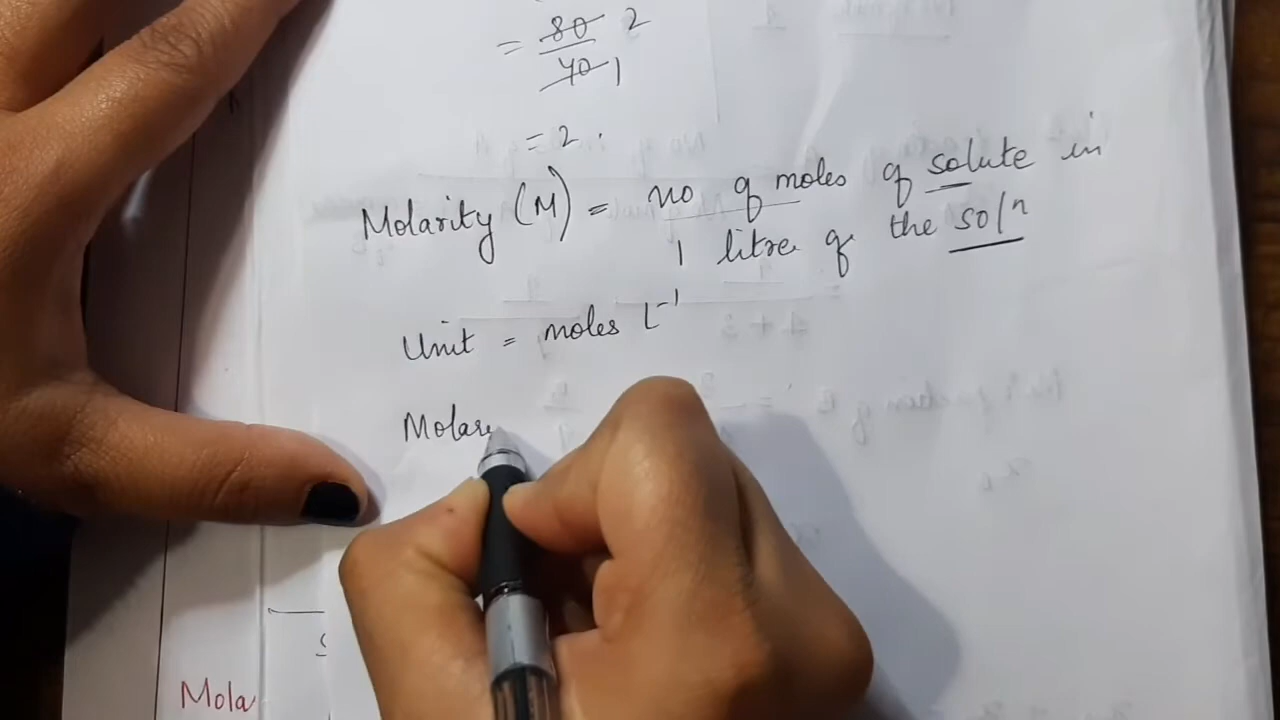 = 80 2
40 1
= 2
Molarity (M) = no of moles of solute in
1 litre of the solⁿ
Unit = moles L⁻¹
Molar
Mola